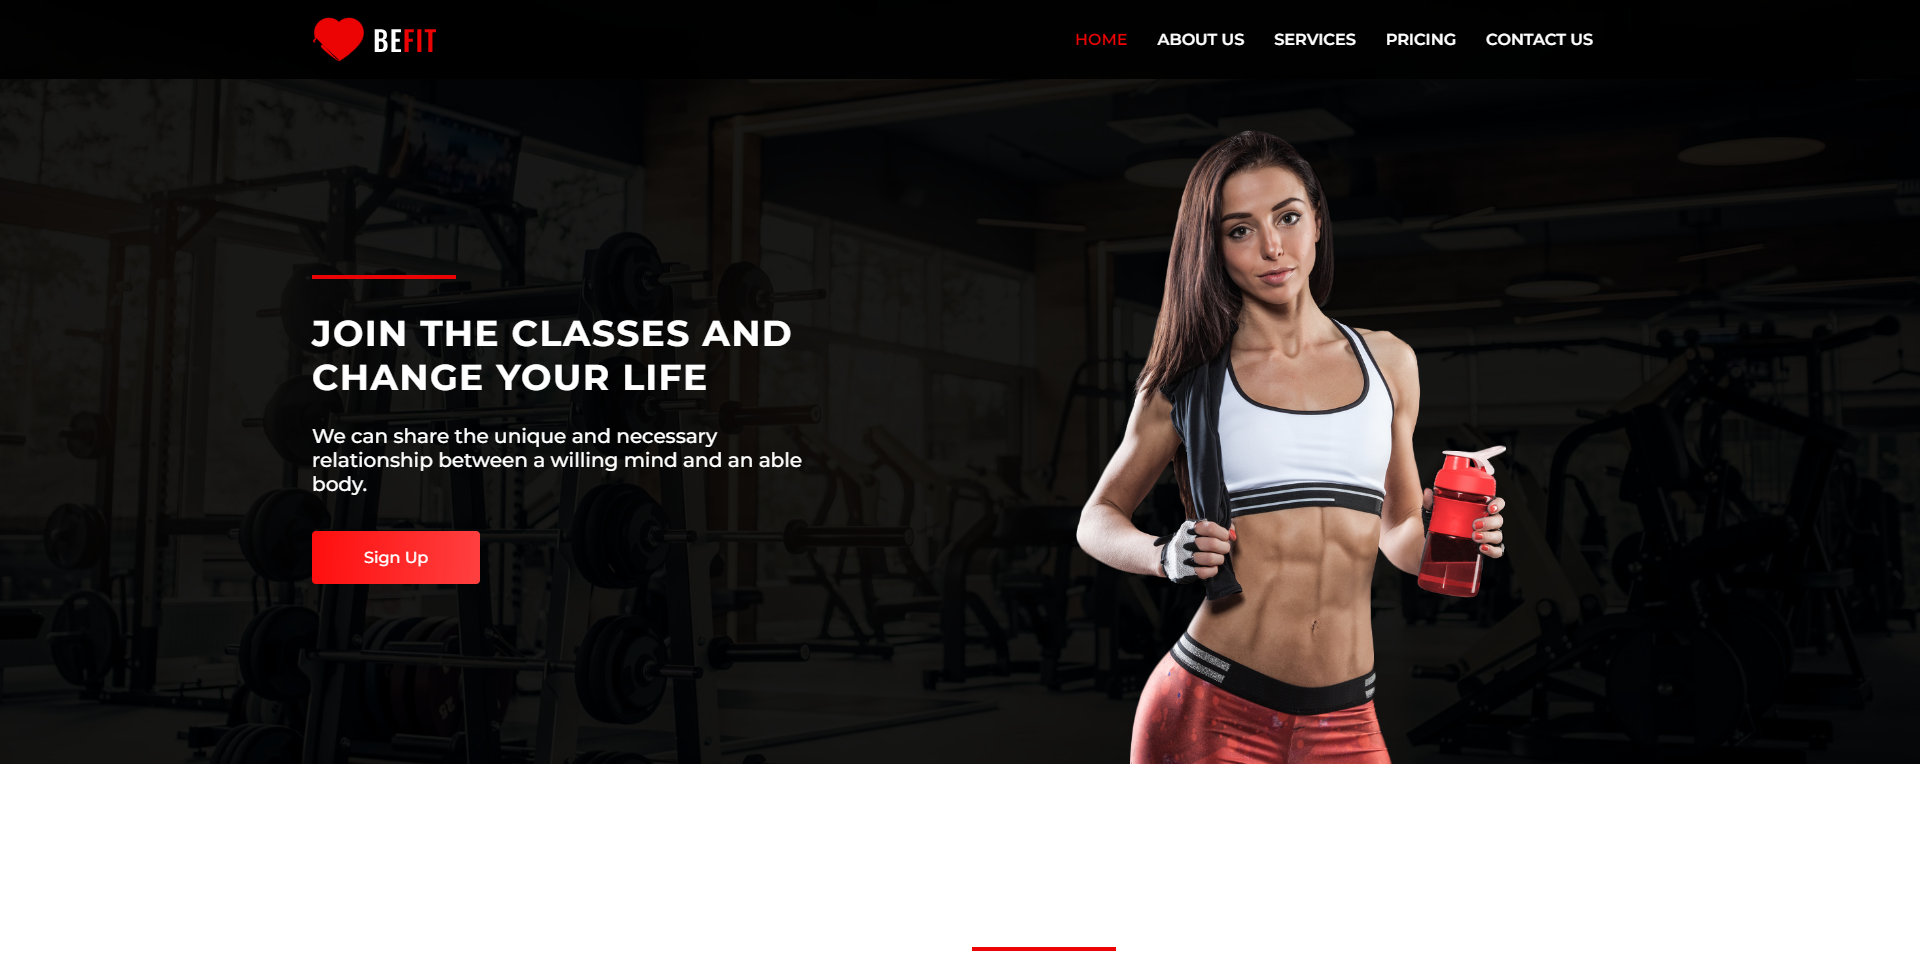 BEFIT
HOME ABOUT US SERVICES PRICING CONTACT US
JOIN THE CLASSES AND
CHANGE YOUR LIFE
We can share the unique and necessary
relationship between a willing mind and an able
body.
Sign Up